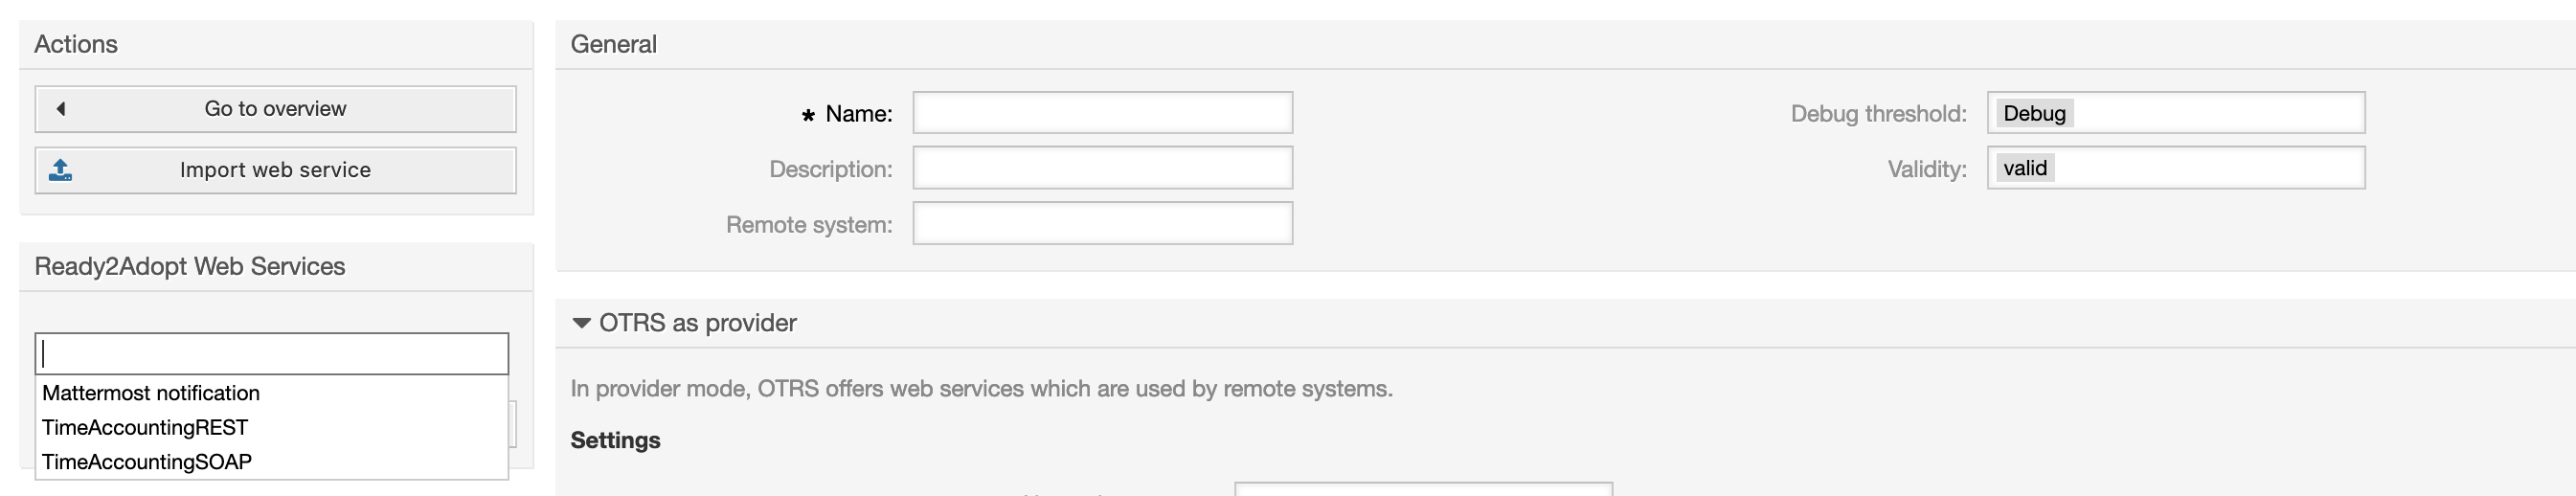 Actions
Go to overview
Import web service
Ready2Adopt Web Services
Mattermost notification
TimeAccountingREST
TimeAccountingSOAP
General
* Name:
Description:
Remote system:
Debug threshold: Debug
Validity: valid
OTRS as provider
In provider mode, OTRS offers web services which are used by remote systems.
Settings